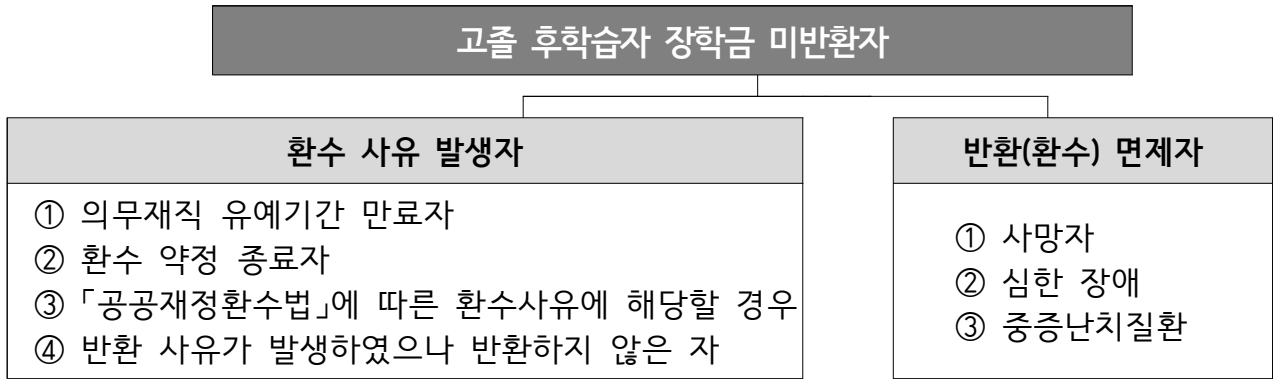 고졸 후학습자 장학금 미반환자
환수 사유 발생자
① 의무재직 유예기간 만료자
② 환수 약정 종료자
③ 「공공재정환수법」에 따른 환수사유에 해당할 경우
④ 반환 사유가 발생하였으나 반환하지 않은 자
반환(환수) 면제자
① 사망자
② 심한 장애
③ 중증난치질환